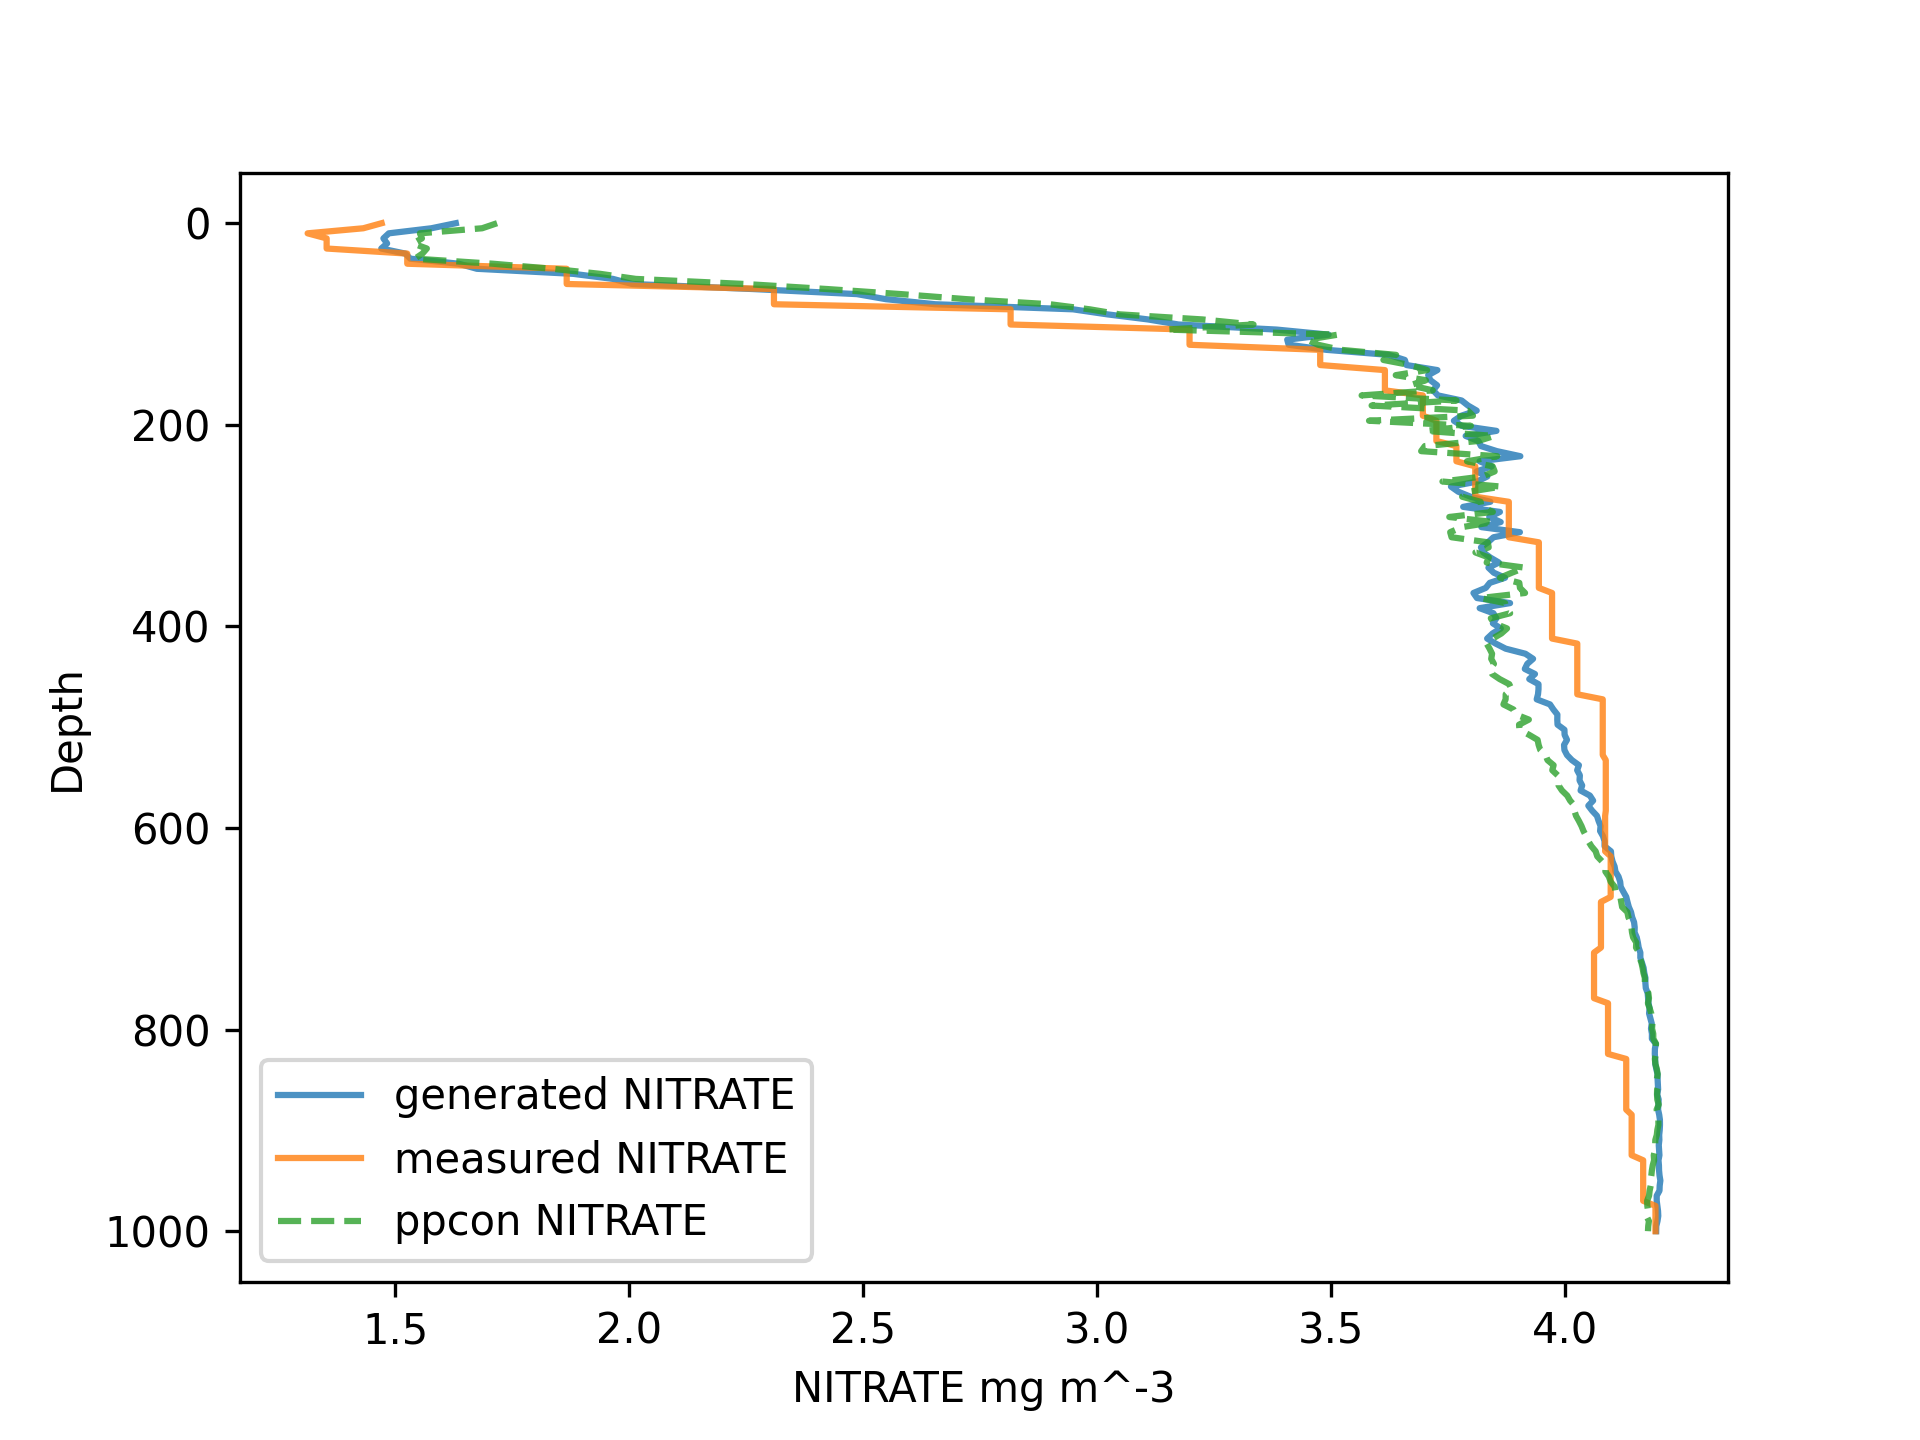 0
200
400
600
800
1000
Depth
generated NITRATE
measured NITRATE
ppcon NITRATE
1.5 2.0 2.5 3.0 3.5 4.0
NITRATE mg m^-3